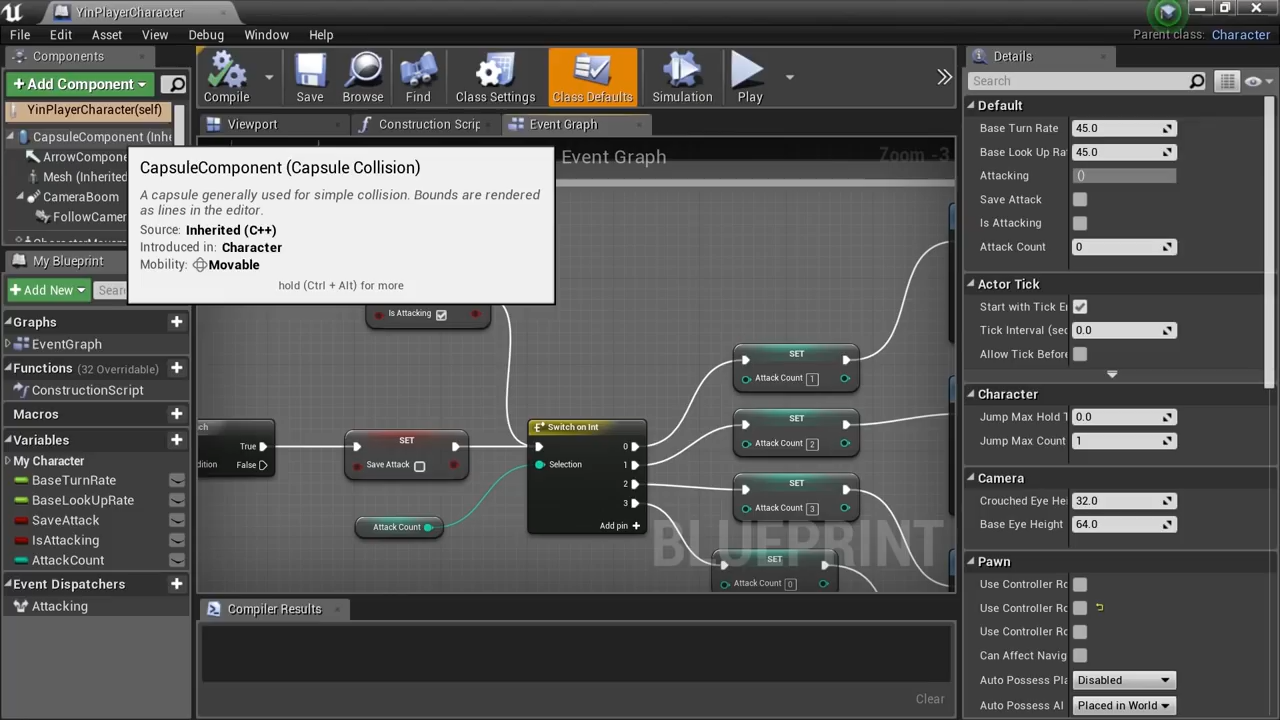 YinPlayerCharacter
File Edit Asset View Debug Window Help
Parent class: Character
Components
+ Add Component
YinPlayerCharacter(self)
CapsuleComponent (Inhe
ArrowCompone
Mesh (Inherited
CameraBoom
FollowCamer
CapsuleComponent (Capsule Collision)
A capsule generally used for simple collision. Bounds are rendered
as lines in the editor.
Source: Inherited (C++)
Introduced in: Character
Mobility: Movable
hold (Ctrl + Alt) for more
My Blueprint
+ Add New
Sear
Graphs
EventGraph
Functions (32 Overridable)
ConstructionScript
Macros
Variables
My Character
BaseTurnRate
BaseLookUpRate
SaveAttack
IsAttacking
AttackCount
Event Dispatchers
Attacking
Compile Save Browse Find Class Settings Class Defaults Simulation Play
Viewport Construction Scrip Event Graph
Event Graph
Zoom -3
Is Attacking
ch
True
dition False
SET
Save Attack
Attack Count
Switch on Int
0
Selection 1
2
3
Add pin +
SET
Attack Count 1
SET
Attack Count 2
SET
Attack Count 3
SET
Attack Count 0
BLUEPRINT
Compiler Results
Clear
Details
Search
Default
Base Turn Rate 45.0
Base Look Up Ra 45.0
Attacking ()
Save Attack
Is Attacking
Attack Count 0
Actor Tick
Start with Tick E
Tick Interval (sec 0.0
Allow Tick Before
Character
Jump Max Hold T 0.0
Jump Max Count 1
Camera
Crouched Eye He 32.0
Base Eye Height 64.0
Pawn
Use Controller Ro
Use Controller Ro
Use Controller Ro
Can Affect Navig
Auto Possess Pla Disabled
Auto Possess AI Placed in World